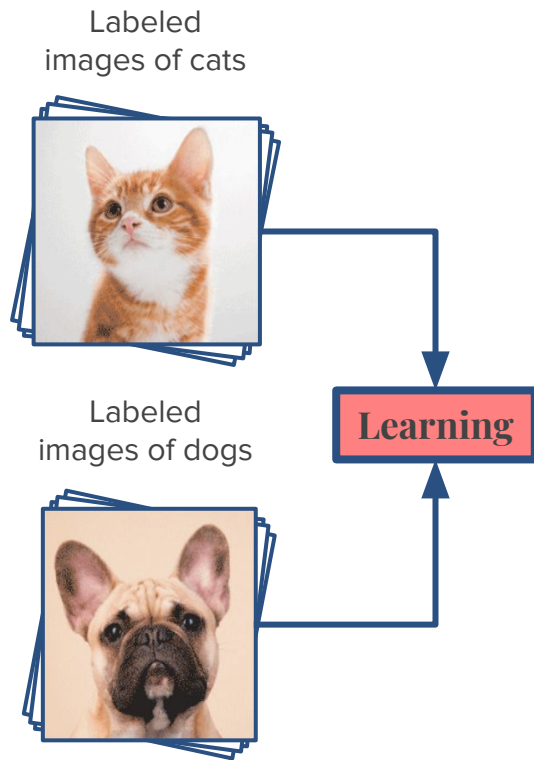 Labeled
images of cats
Learning
Labeled
images of dogs